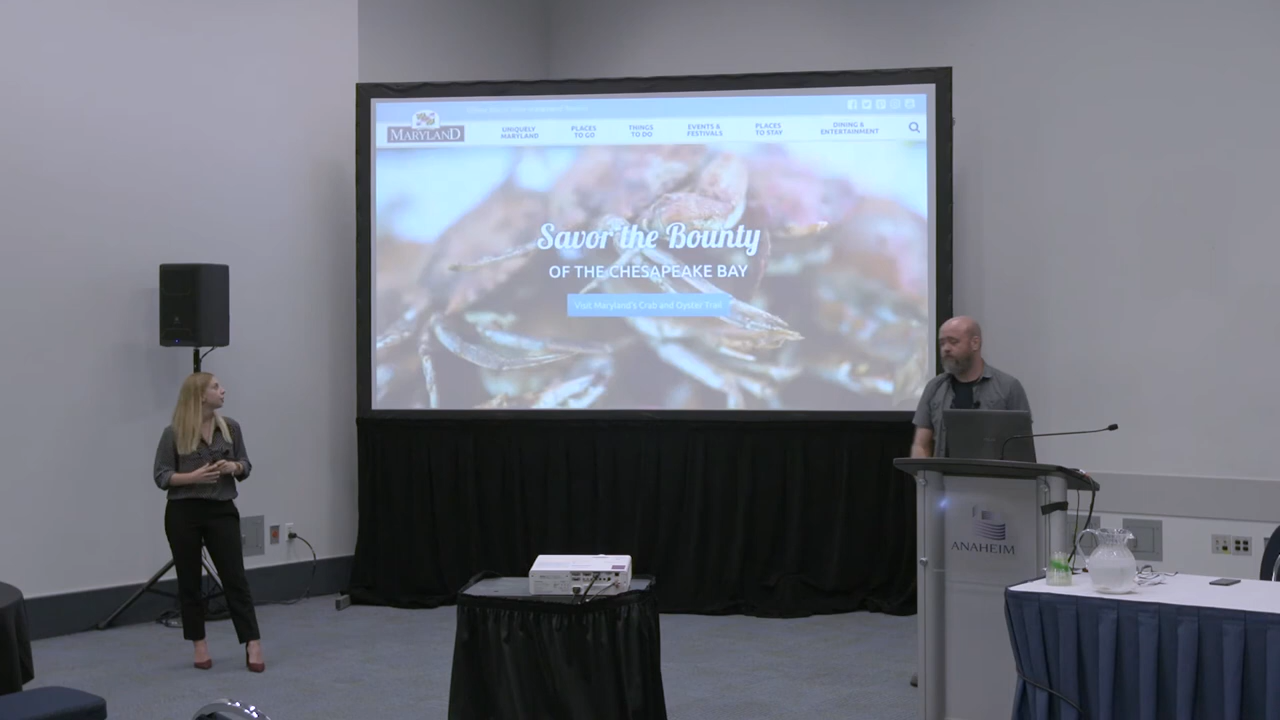 MARYLAND
UNIQUELY
MARYLAND
PLACES
TO GO
THINGS
TO DO
EVENTS &
FESTIVALS
PLACES
TO STAY
DINING &
ENTERTAINMENT
Savor the Bounty
OF THE CHESAPEAKE BAY
Visit Maryland's Crab and Oyster Trail
ANAHEIM